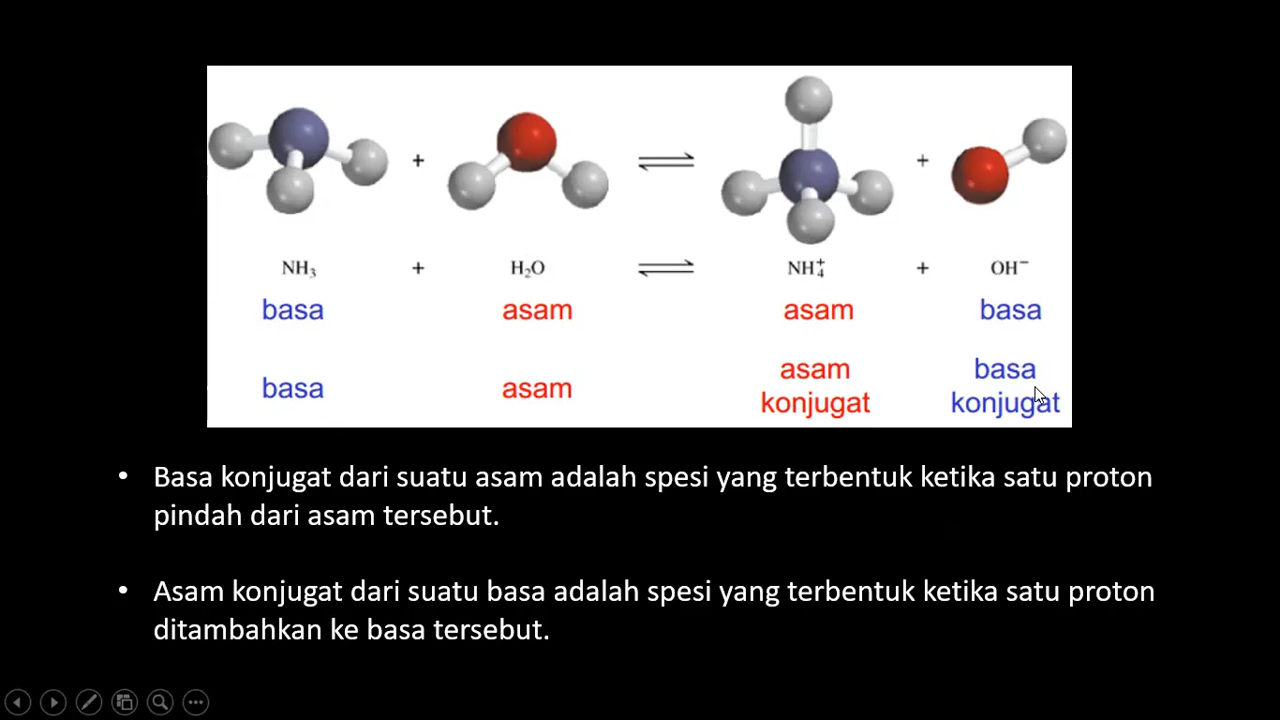 + ⇌ +
NH₃ + H₂O ⇌ NH₄⁺ + OH⁻
basa asam asam basa
basa asam asam konjugat basa konjugat
• Basa konjugat dari suatu asam adalah spesi yang terbentuk ketika satu proton
pindah dari asam tersebut.
• Asam konjugat dari suatu basa adalah spesi yang terbentuk ketika satu proton
ditambahkan ke basa tersebut.